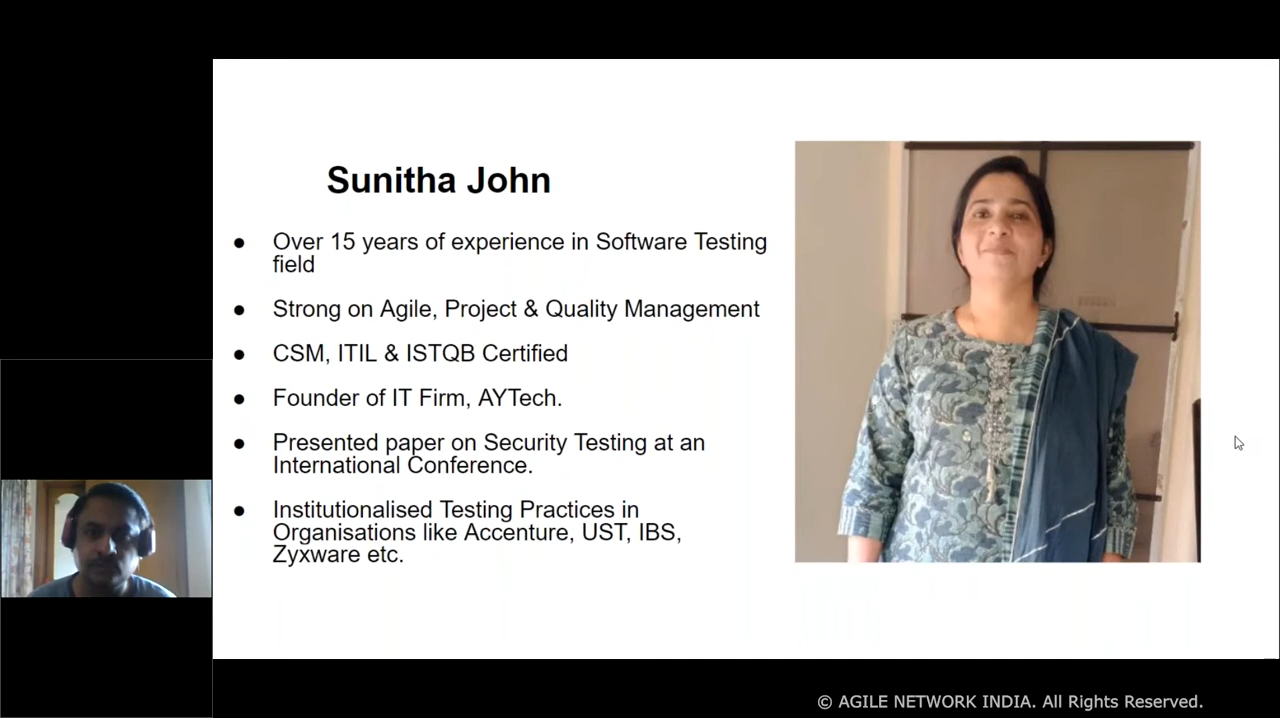 Sunitha John
● Over 15 years of experience in Software Testing
field
● Strong on Agile, Project & Quality Management
● CSM, ITIL & ISTQB Certified
● Founder of IT Firm, AYTech.
● Presented paper on Security Testing at an
International Conference.
● Institutionalised Testing Practices in
Organisations like Accenture, UST, IBS,
Zyxware etc.
© AGILE NETWORK INDIA. All Rights Reserved.